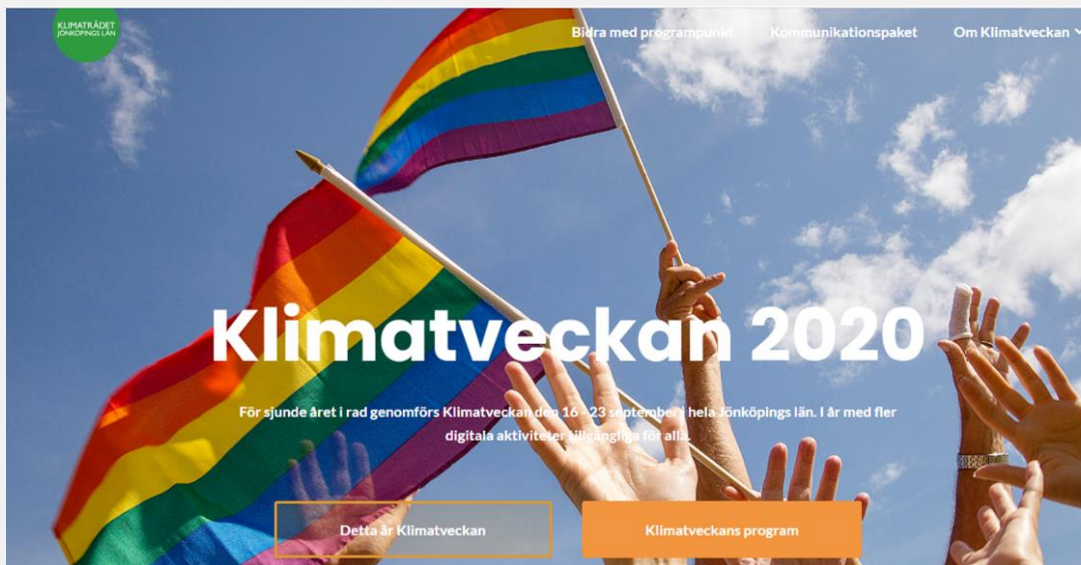 KLIMATRÅDET
JÖNKÖPINGS LÄN
Bidra med programpunkt Kommunikationspaket Om Klimatveckan
Klimatveckan 2020
För sjunde året i rad genomförs Klimatveckan den 16 - 23 september i hela Jönköpings län. I år med fler
digitala aktiviteter tillgängliga för alla.
Detta är Klimatveckan Klimatveckans program